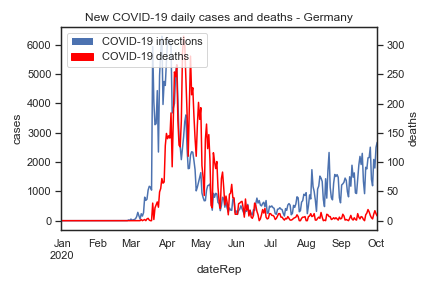 New COVID-19 daily cases and deaths - Germany
COVID-19 infections
COVID-19 deaths
6000
5000
4000
3000
2000
1000
0
cases
300
250
200
150
100
50
0
deaths
Jan Feb Mar Apr May Jun Jul Aug Sep Oct
2020
dateRep